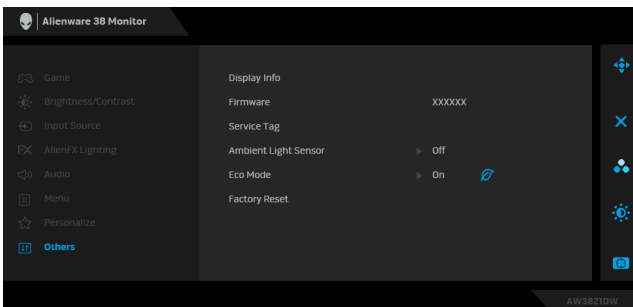 Alienware 38 Monitor
Game
Brightness/Contrast
Input Source
AlienFX Lighting
Audio
Menu
Personalize
Others
Display Info
Firmware XXXXXX
Service Tag
Ambient Light Sensor Off
Eco Mode On
Factory Reset
AW3821DW